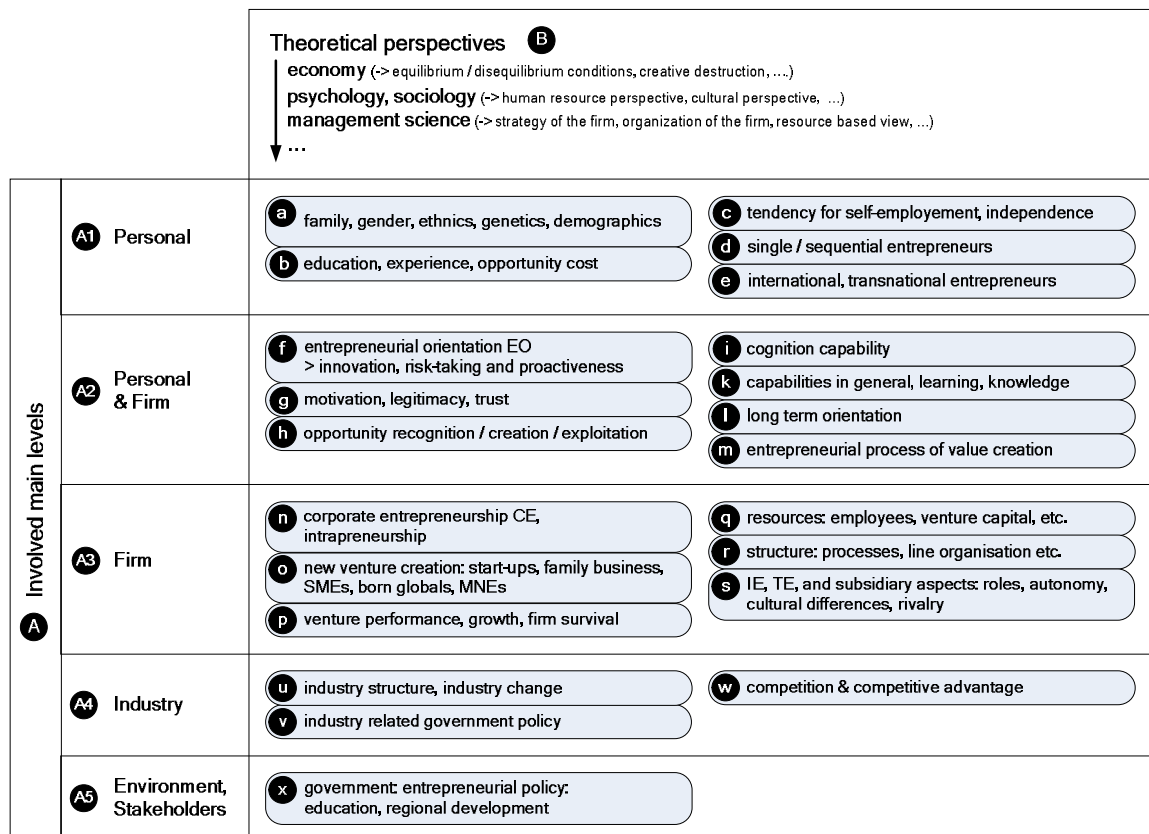 Theoretical perspectives B
economy (-> equilibrium / disequilibrium conditions, creative destruction, ....)
psychology, sociology (-> human resource perspective, cultural perspective, ...)
management science (-> strategy of the firm, organization of the firm, resource based view, ...)
...
A Involved main levels
A1 Personal
a family, gender, ethnics, genetics, demographics
b education, experience, opportunity cost
c tendency for self-employement, independence
d single / sequential entrepreneurs
e international, transnational entrepreneurs
A2 Personal
& Firm
f entrepreneurial orientation EO
> innovation, risk-taking and proactiveness
g motivation, legitimacy, trust
h opportunity recognition / creation / exploitation
i cognition capability
k capabilities in general, learning, knowledge
l long term orientation
m entrepreneurial process of value creation
A3 Firm
n corporate entrepreneurship CE,
intrapreneurship
o new venture creation: start-ups, family business,
SMEs, born globals, MNEs
p venture performance, growth, firm survival
q resources: employees, venture capital, etc.
r structure: processes, line organisation etc.
s IE, TE, and subsidiary aspects: roles, autonomy,
cultural differences, rivalry
A4 Industry
u industry structure, industry change
v industry related government policy
w competition & competitive advantage
A5 Environment,
Stakeholders
x government: entrepreneurial policy:
education, regional development